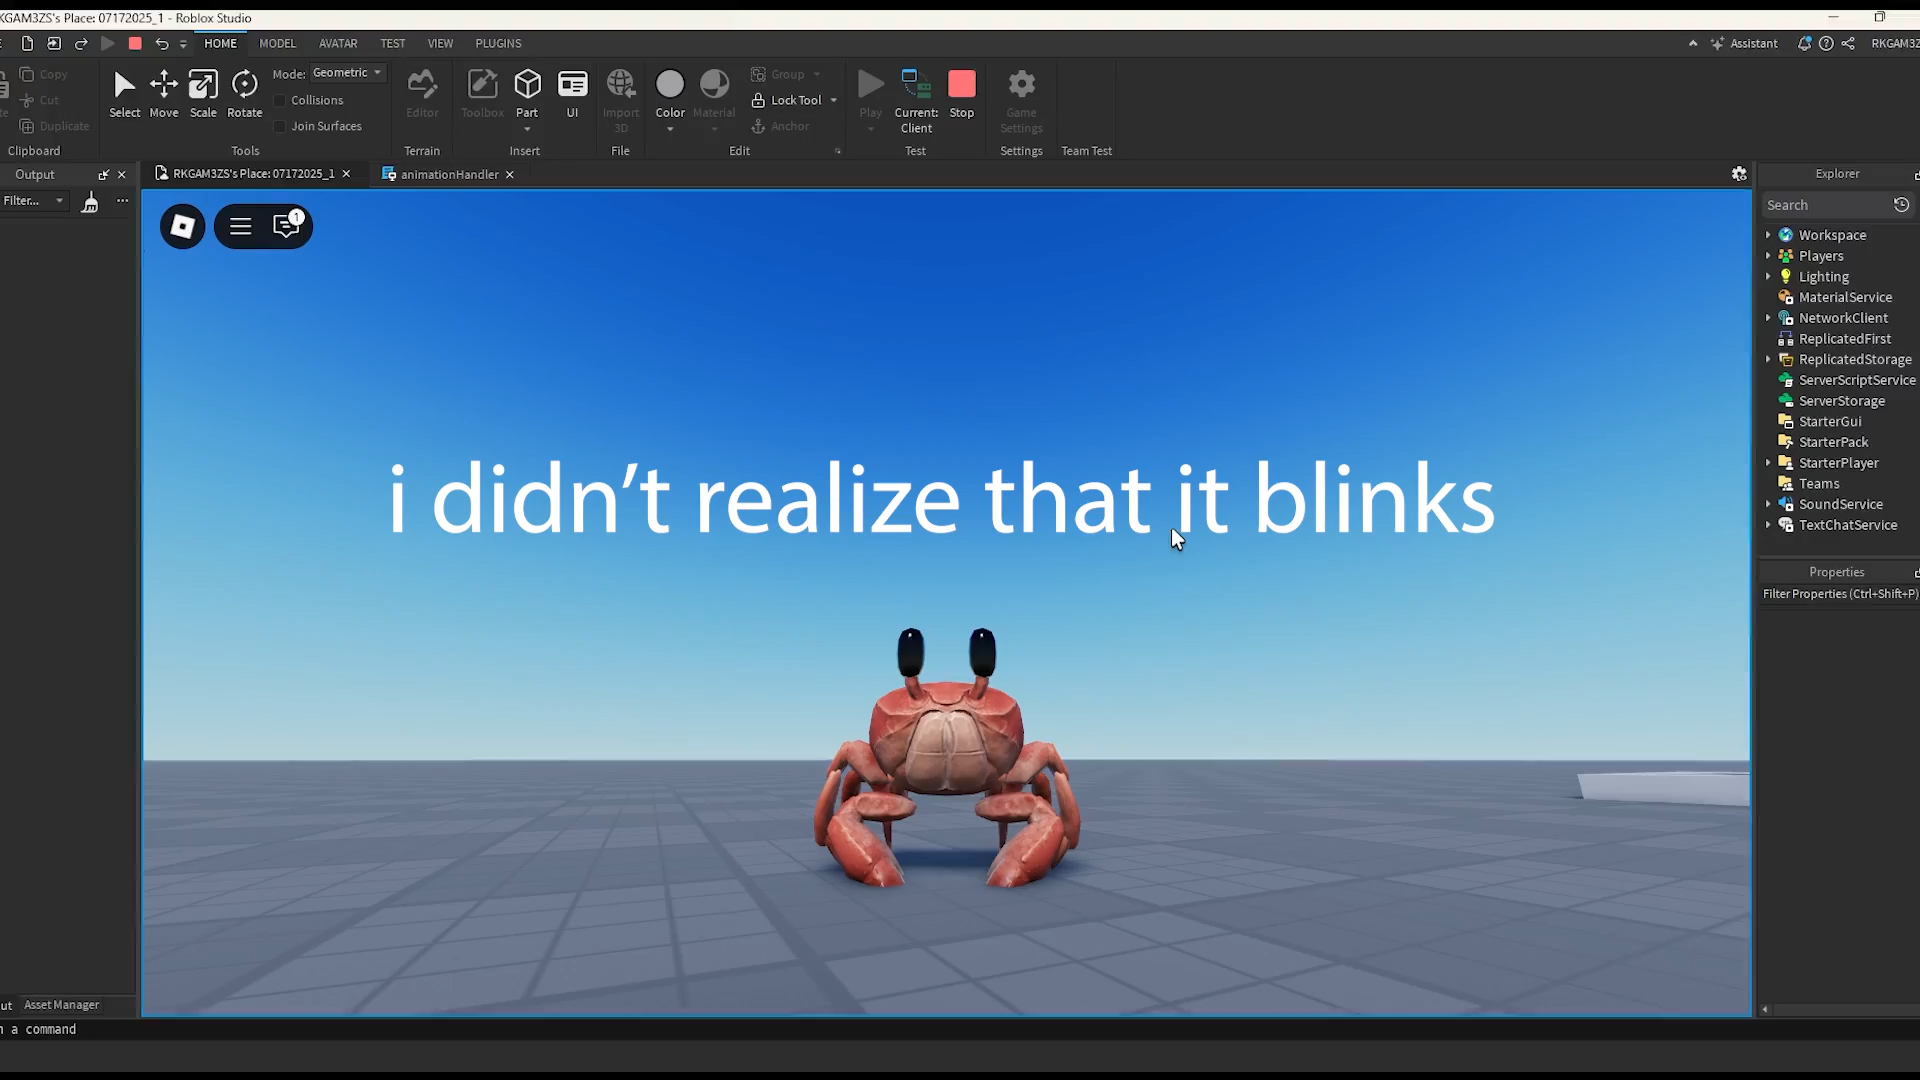 KGAM3ZS's Place: 07172025_1 - Roblox Studio
HOME MODEL AVATAR TEST VIEW PLUGINS
Assistant
RKGAM3Z
Copy
Cut
Duplicate
Clipboard
Select Move Scale Rotate
Mode: Geometric
Collisions
Join Surfaces
Tools
Editor
Terrain
Toolbox Part UI
Insert
Import
3D
File
Color Material
Group
Lock Tool
Anchor
Edit
Play
Current:
Client
Stop
Test
Game
Settings
Settings
Team Test
Output
RKGAM3ZS's Place: 07172025_1
animationHandler
Filter...
1
i didn't realize that it blinks
Explorer
Search
Workspace
Players
Lighting
MaterialService
NetworkClient
ReplicatedFirst
ReplicatedStorage
ServerScriptService
ServerStorage
StarterGui
StarterPack
StarterPlayer
Teams
SoundService
TextChatService
Properties
Filter Properties (Ctrl+Shift+P)
ut Asset Manager
n a command